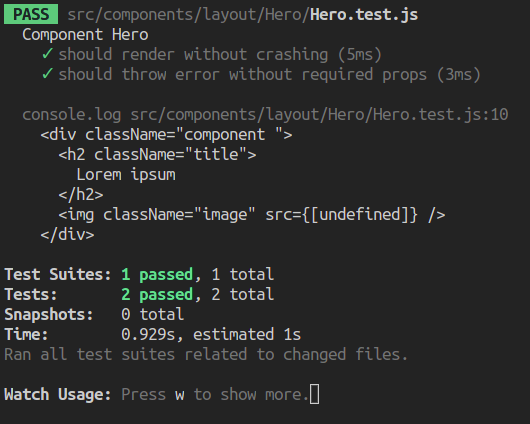 PASS src/components/layout/Hero/Hero.test.js
Component Hero
✓ should render without crashing (5ms)
✓ should throw error without required props (3ms)
console.log src/components/layout/Hero/Hero.test.js:10
<div className="component ">
<h2 className="title">
Lorem ipsum
</h2>
<img className="image" src={[undefined]} />
</div>
Test Suites: 1 passed, 1 total
Tests: 2 passed, 2 total
Snapshots: 0 total
Time: 0.929s, estimated 1s
Ran all test suites related to changed files.
Watch Usage: Press w to show more.